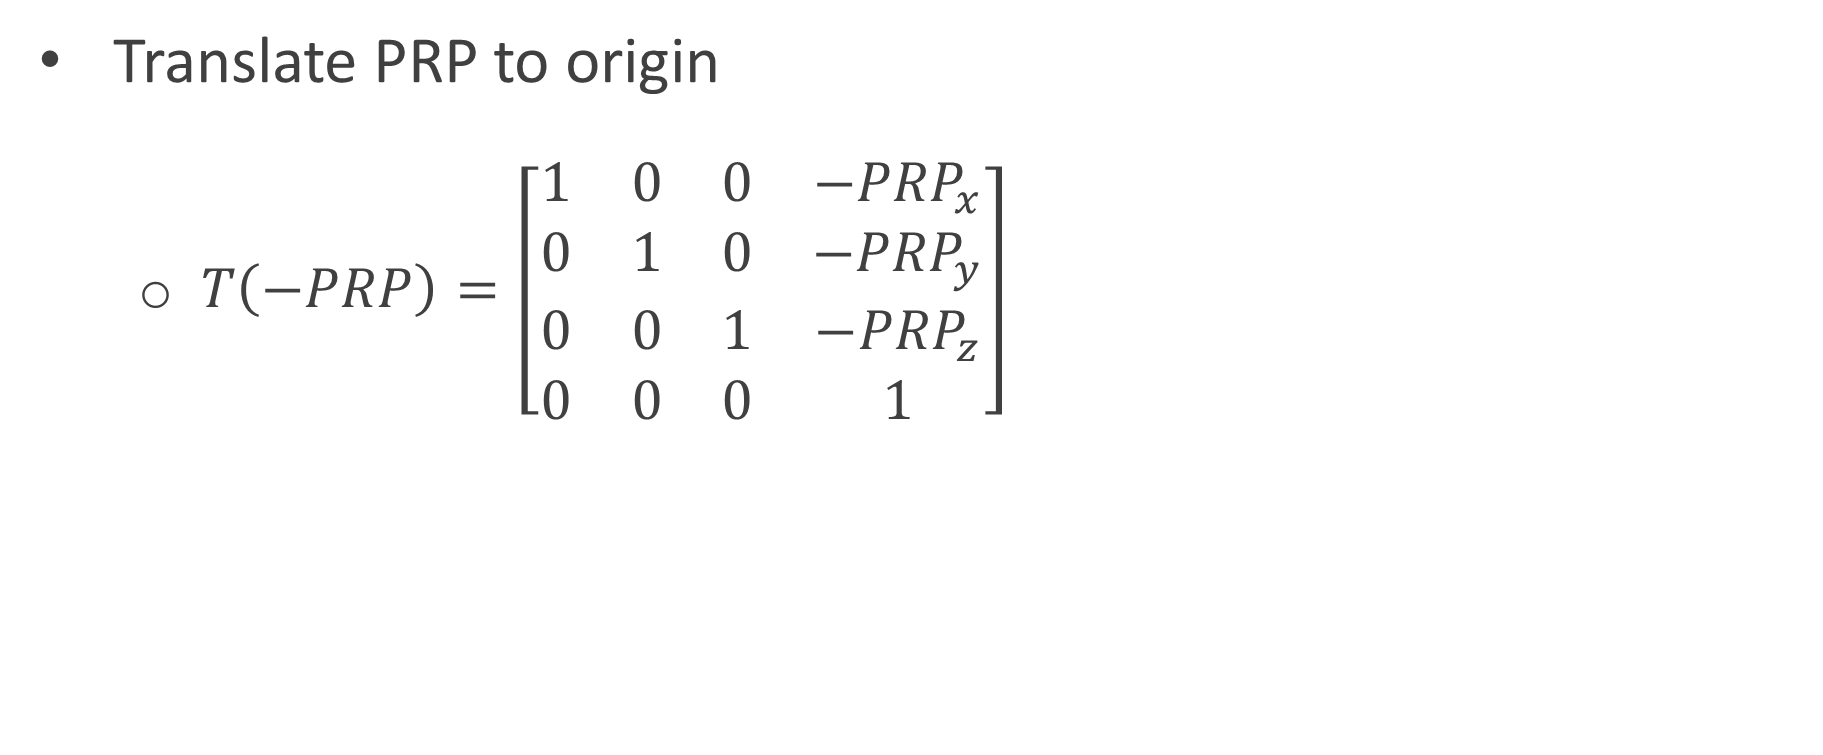 • Translate PRP to origin
○ T(−PRP) = [1 0 0 −PRPₓ
0 1 0 −PRP_y
0 0 1 −PRP_z
0 0 0 1]